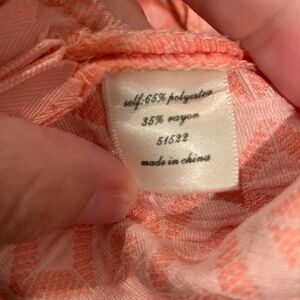 self: 65% polyester
35% rayon
51522
made in china